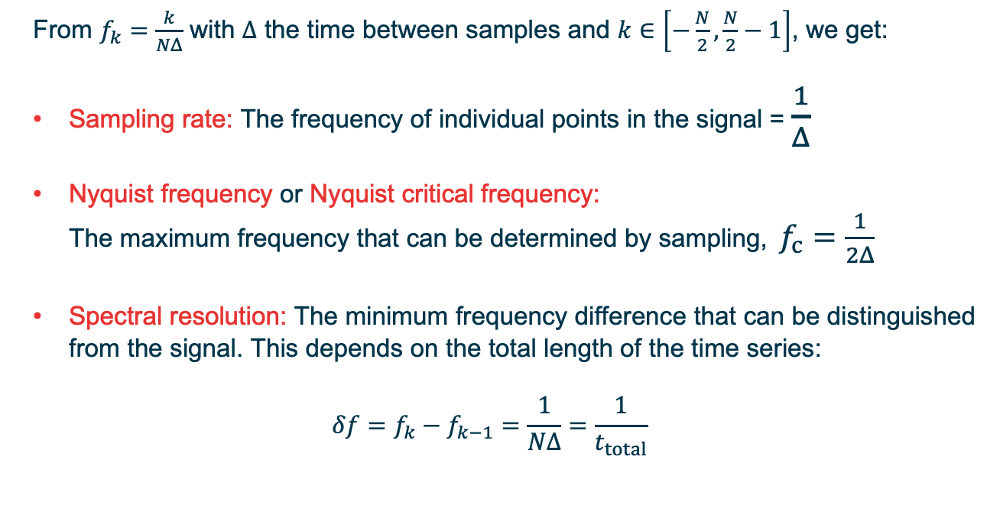 From $f_k = \frac{k}{N\Delta}$ with Δ the time between samples and $k \in \left[-\frac{N}{2}, \frac{N}{2} - 1\right]$, we get:
• Sampling rate: The frequency of individual points in the signal = $\frac{1}{\Delta}$
• Nyquist frequency or Nyquist critical frequency:
The maximum frequency that can be determined by sampling, $f_{\mathrm{c}} = \frac{1}{2\Delta}$
• Spectral resolution: The minimum frequency difference that can be distinguished
from the signal. This depends on the total length of the time series:
$\delta f = f_k - f_{k-1} = \frac{1}{N\Delta} = \frac{1}{t_{\mathrm{total}}}$